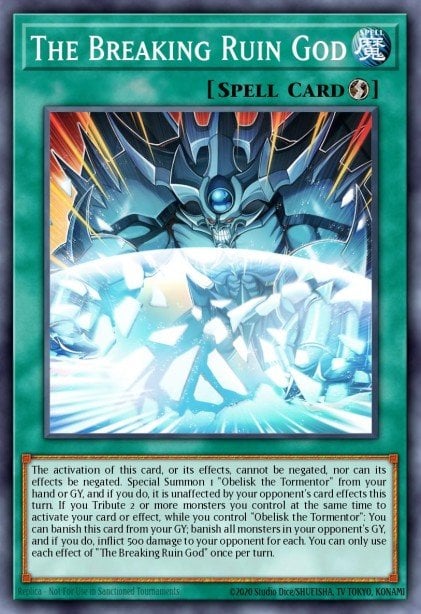 THE BREAKING RUIN GOD
SPELL
魔
[SPELL CARD]
The activation of this card, or its effects, cannot be negated, nor can its
effects be negated. Special Summon 1 "Obelisk the Tormentor" from your
hand or GY, and if you do, it is unaffected by your opponent's card effects this
turn. If you Tribute 2 or more monsters you control at the same time to
activate your card or effect, while you control "Obelisk the Tormentor": You
can banish this card from your GY; banish all monsters in your opponent's GY,
and if you do, inflict 500 damage to your opponent for each. You can only use
each effect of "The Breaking Ruin God" once per turn.
Replica - Not For Use in Sanctioned Tournaments
©2020 Studio Dice/SHUEISHA, TV TOKYO, KONAMI